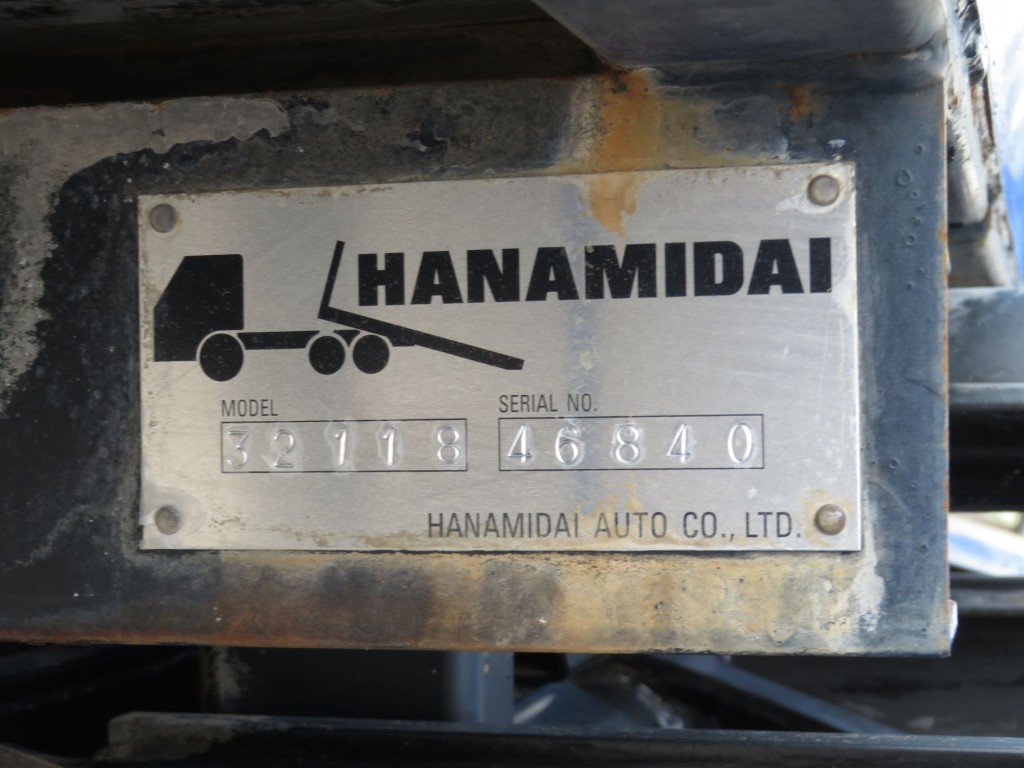 HANAMIDAI
MODEL SERIAL NO.
32118 46840
HANAMIDAI AUTO CO., LTD.